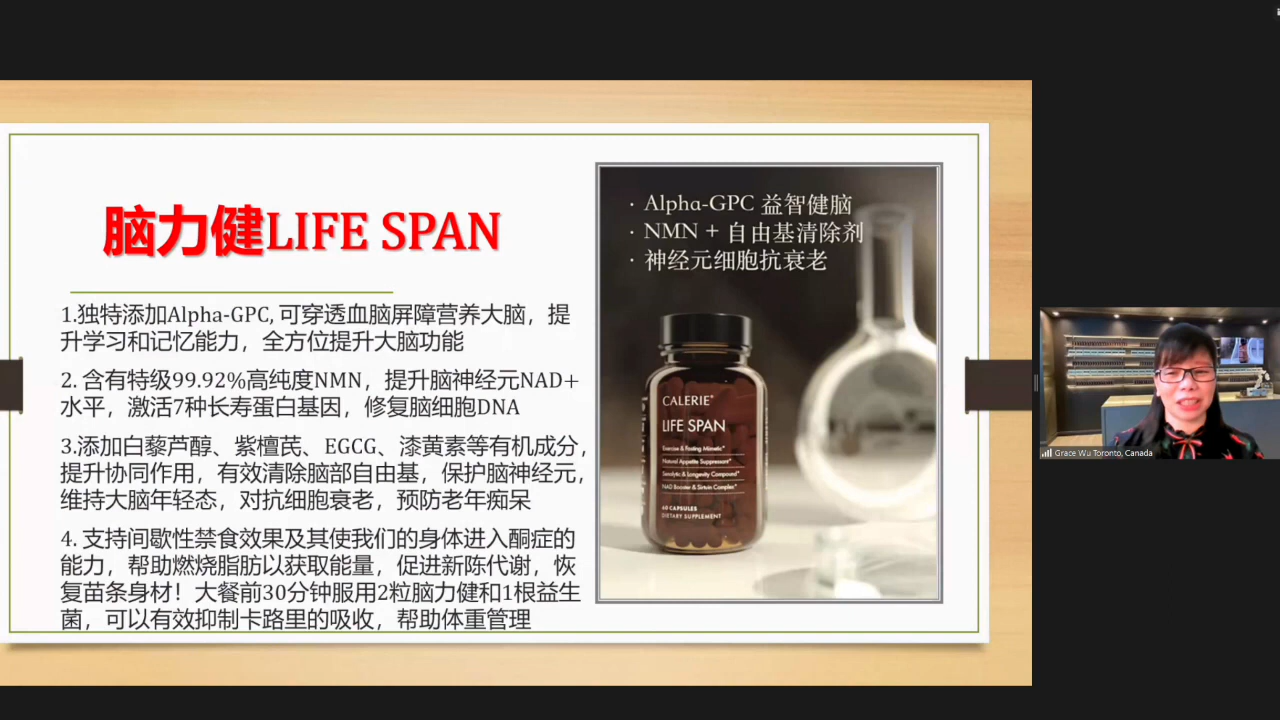 脑力健LIFE SPAN
1.独特添加Alpha-GPC, 可穿透血脑屏障营养大脑，提
升学习和记忆能力，全方位提升大脑功能
2. 含有特级99.92%高纯度NMN，提升脑神经元NAD+
水平，激活7种长寿蛋白基因，修复脑细胞DNA
3.添加白藜芦醇、紫檀芪、EGCG、漆黄素等有机成分，
提升协同作用，有效清除脑部自由基，保护脑神经元，
维持大脑年轻态，对抗细胞衰老，预防老年痴呆
4. 支持间歇性禁食效果及其使我们的身体进入酮症的
能力，帮助燃烧脂肪以获取能量，促进新陈代谢，恢
复苗条身材！大餐前30分钟服用2粒脑力健和1根益生
菌，可以有效抑制卡路里的吸收，帮助体重管理
· Alpha-GPC 益智健脑
· NMN + 自由基清除剂
· 神经元细胞抗衰老
CALERIE
LIFE SPAN
Exercise & Fasting Mimetic*
Natural Appetite Suppressant*
Senolytic & Longevity Compound*
NAD Booster & Sirtuin Complex*
60 CAPSULES
DIETARY SUPPLEMENT
Grace Wu Toronto, Canada